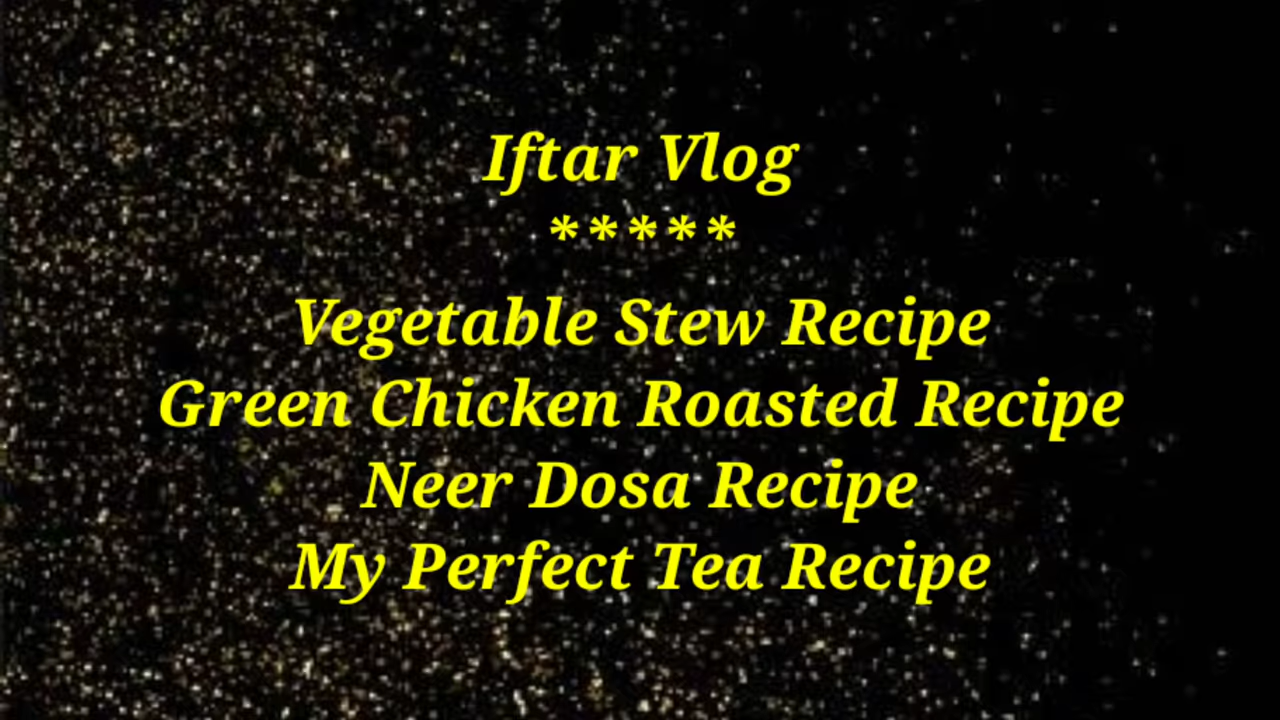 Iftar Vlog
*****
Vegetable Stew Recipe
Green Chicken Roasted Recipe
Neer Dosa Recipe
My Perfect Tea Recipe